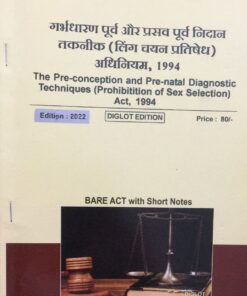 गर्भधारण पूर्व और प्रसव पूर्व निदान
तकनीक (लिंग चयन प्रतिषेध)
अधिनियम, 1994
The Pre-conception and Pre-natal Diagnostic
Techniques (Prohibitition of Sex Selection)
Act, 1994
Edition : 2022 DIGLOT EDITION Price : 80/-
BARE ACT with Short Notes